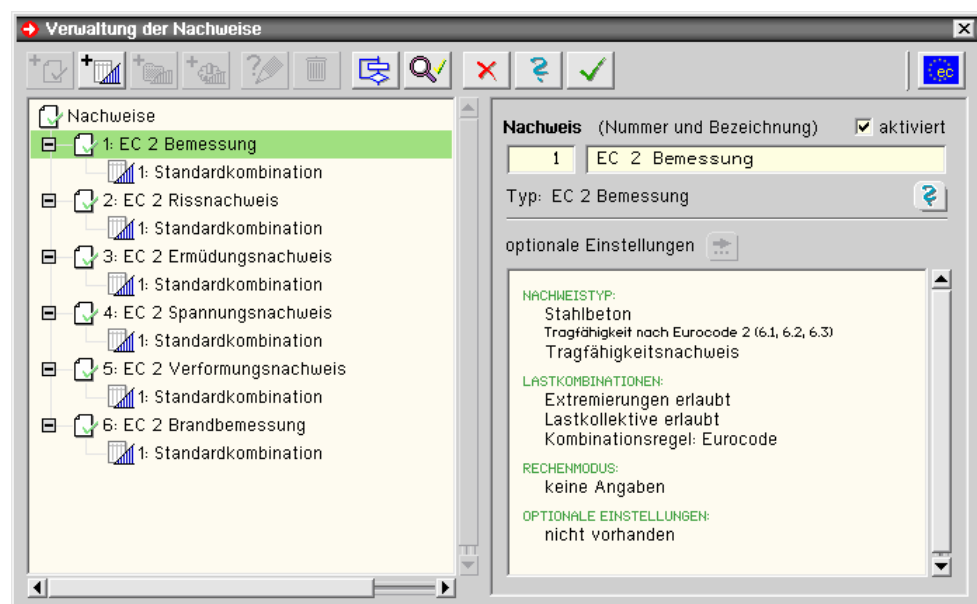 Verwaltung der Nachweise
ec
Nachweise
1: EC 2 Bemessung
1: Standardkombination
2: EC 2 Rissnachweis
1: Standardkombination
3: EC 2 Ermüdungsnachweis
1: Standardkombination
4: EC 2 Spannungsnachweis
1: Standardkombination
5: EC 2 Verformungsnachweis
1: Standardkombination
6: EC 2 Brandbemessung
1: Standardkombination
Nachweis (Nummer und Bezeichnung) aktiviert
1 EC 2 Bemessung
Typ: EC 2 Bemessung
optionale Einstellungen
NACHWEISTYP:
Stahlbeton
Tragfähigkeit nach Eurocode 2 (6.1, 6.2, 6.3)
Tragfähigkeitsnachweis
LASTKOMBINATIONEN:
Extremierungen erlaubt
Lastkollektive erlaubt
Kombinationsregel: Eurocode
RECHENMODUS:
keine Angaben
OPTIONALE EINSTELLUNGEN:
nicht vorhanden